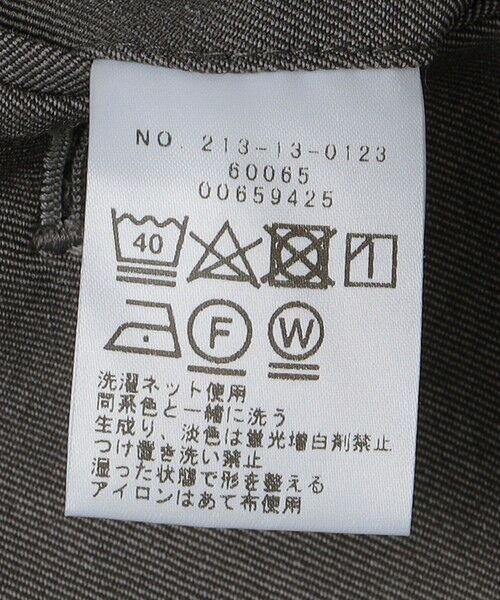 NO. 213-13-0123
60065
00659425
40
F W
洗濯ネット使用
同系色と一緒に洗う
生成り、淡色は蛍光増白剤禁止
つけ置き洗い禁止
湿った状態で形を整える
アイロンはあて布使用